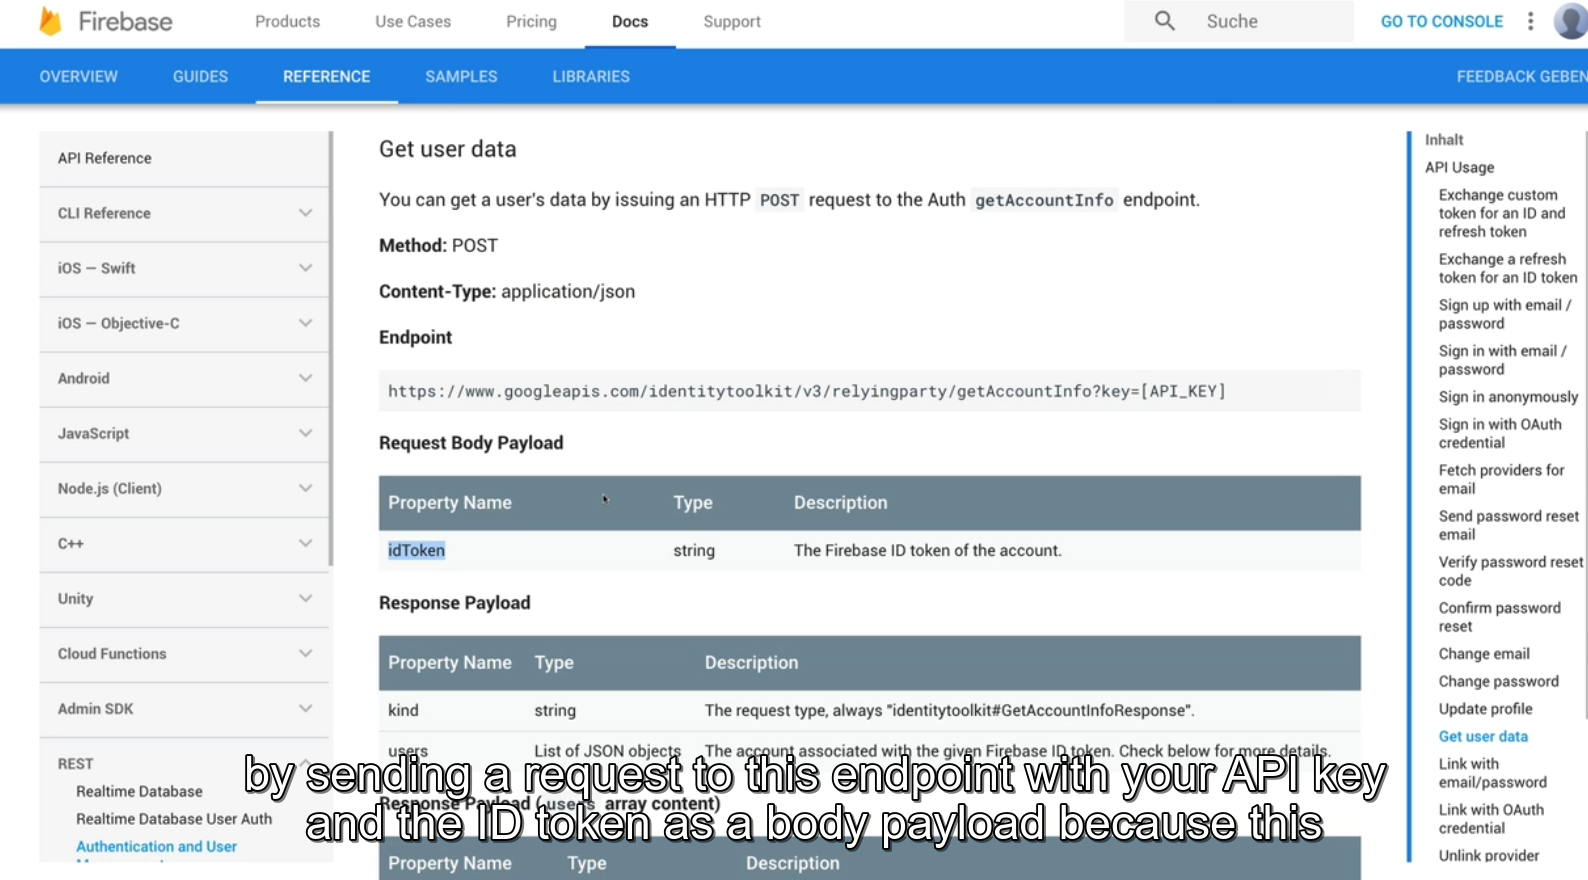 Firebase
Products
Use Cases
Pricing
Docs
Support
Suche
GO TO CONSOLE
OVERVIEW
GUIDES
REFERENCE
SAMPLES
LIBRARIES
FEEDBACK GEBEN
API Reference
CLI Reference
iOS – Swift
iOS – Objective-C
Android
JavaScript
Node.js (Client)
C++
Unity
Cloud Functions
Admin SDK
REST
Realtime Database
Realtime Database User Auth
Authentication and User
Get user data
You can get a user's data by issuing an HTTP POST request to the Auth getAccountInfo endpoint.
Method: POST
Content-Type: application/json
Endpoint
https://www.googleapis.com/identitytoolkit/v3/relyingparty/getAccountInfo?key=[API_KEY]
Request Body Payload
Property Name Type Description
idToken string The Firebase ID token of the account.
Response Payload
Property Name Type Description
kind string The request type, always "identitytoolkit#GetAccountInfoResponse".
users List of JSON objects The account associated with the given Firebase ID token. Check below for more details.
Response Payload (users array content)
Property Name Type Description
by sending a request to this endpoint with your API key
and the ID token as a body payload because this
Inhalt
API Usage
Exchange custom
token for an ID and
refresh token
Exchange a refresh
token for an ID token
Sign up with email /
password
Sign in with email /
password
Sign in anonymously
Sign in with OAuth
credential
Fetch providers for
email
Send password reset
email
Verify password reset
code
Confirm password
reset
Change email
Change password
Update profile
Get user data
Link with
email/password
Link with OAuth
credential
Unlink provider